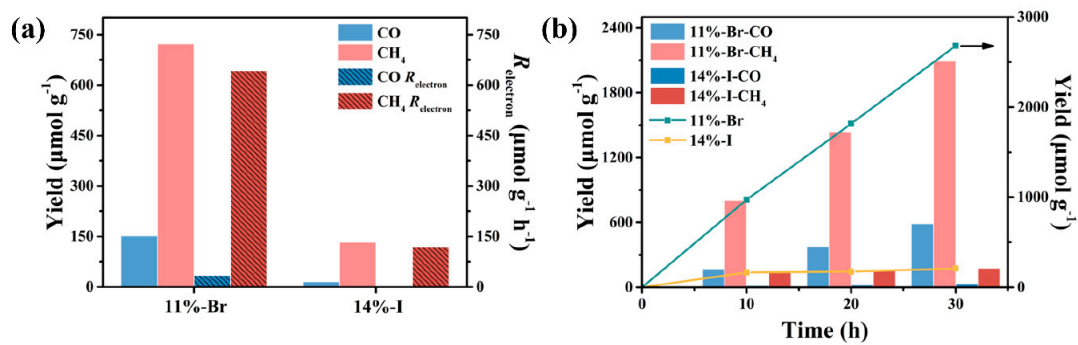 (a)
750
600
450
300
150
0
Yield (μmol g⁻¹)
CO
CH₄
CO R_electron
CH₄ R_electron
750
600
450
300
150
0
R_electron (μmol g⁻¹ h⁻¹)
11%-Br
14%-I
(b)
2400
1800
1200
600
0
Yield (μmol g⁻¹)
11%-Br-CO
11%-Br-CH₄
14%-I-CO
14%-I-CH₄
11%-Br
14%-I
3000
2000
1000
0
Yield (μmol g⁻¹)
0
10
20
30
Time (h)